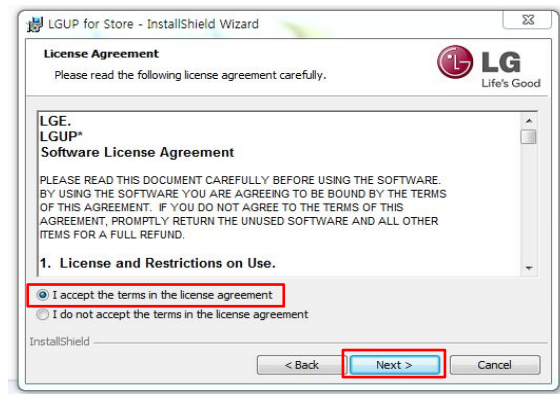 LGUP for Store - InstallShield Wizard
License Agreement
Please read the following license agreement carefully.
LG
Life's Good
LGE.
LGUP*
Software License Agreement
PLEASE READ THIS DOCUMENT CAREFULLY BEFORE USING THE SOFTWARE.
BY USING THE SOFTWARE YOU ARE AGREEING TO BE BOUND BY THE TERMS
OF THIS AGREEMENT. IF YOU DO NOT AGREE TO THE TERMS OF THIS
AGREEMENT, PROMPTLY RETURN THE UNUSED SOFTWARE AND ALL OTHER
ITEMS FOR A FULL REFUND.
1. License and Restrictions on Use.
I accept the terms in the license agreement
I do not accept the terms in the license agreement
InstallShield
< Back Next > Cancel